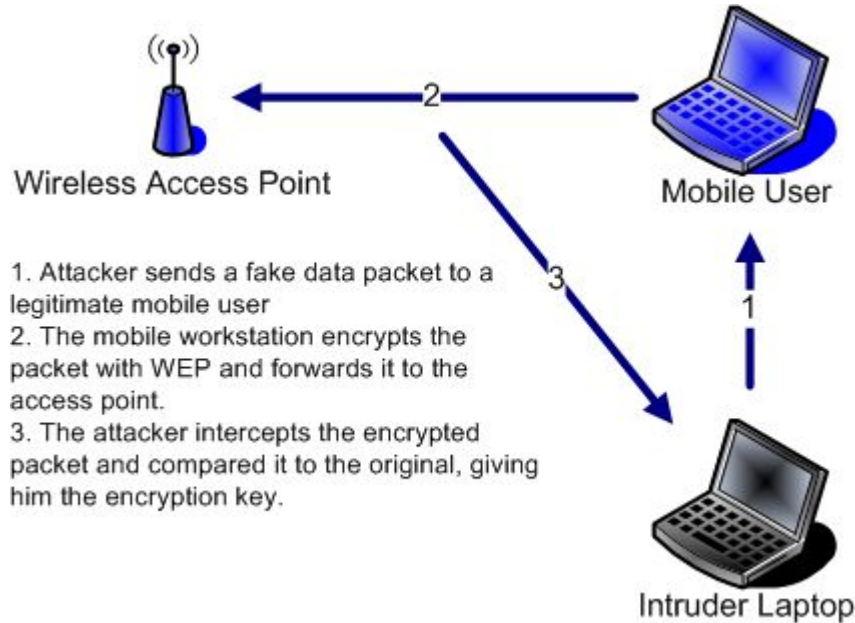 2
Wireless Access Point
Mobile User
3
1
1. Attacker sends a fake data packet to a
legitimate mobile user
2. The mobile workstation encrypts the
packet with WEP and forwards it to the
access point.
3. The attacker intercepts the encrypted
packet and compared it to the original, giving
him the encryption key.
Intruder Laptop